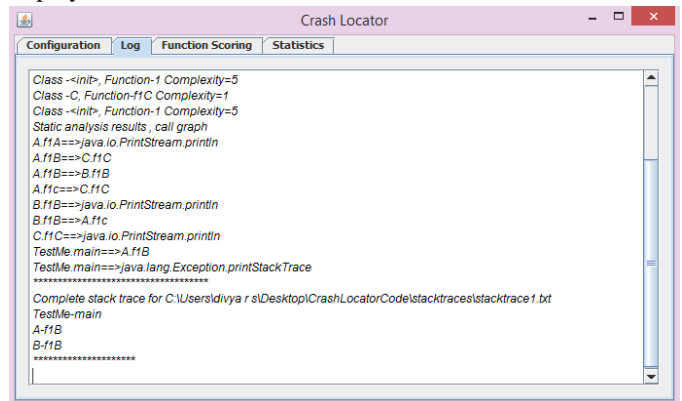 Crash Locator
Configuration Log Function Scoring Statistics
Class -<init>, Function-1 Complexity=5
Class -C, Function-f1C Complexity=1
Class -<init>, Function-1 Complexity=5
Static analysis results , call graph
A.f1A==>java.io.PrintStream.println
A.f1B==>C.f1C
A.f1B==>B.f1B
A.f1c==>C.f1C
B.f1B==>java.io.PrintStream.println
B.f1B==>A.f1c
C.f1C==>java.io.PrintStream.println
TestMe.main==>A.f1B
TestMe.main==>java.lang.Exception.printStackTrace
***********************************
Complete stack trace for C:\Users\divya r s\Desktop\CrashLocatorCode\stacktraces\stacktrace1.txt
TestMe-main
A-f1B
B-f1B
*********************